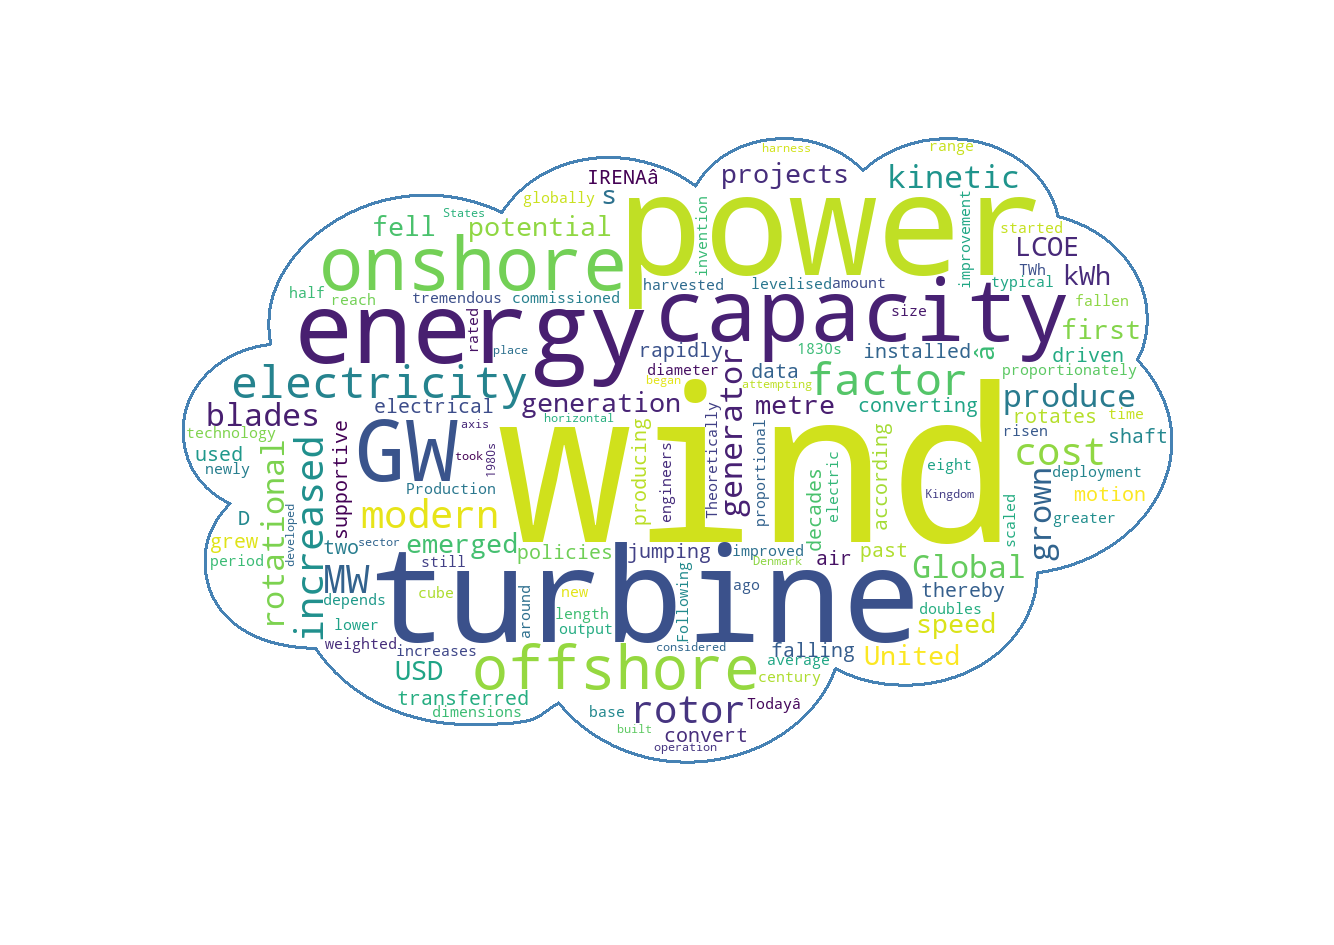 harness
range
IRENAâ
projects
kinetic
globally
s
power
States
fell
potential
invention
improvement
started
onshore
LCOE
TWh
kWh
half
reach
tremendous
commissioned
harvested
levelised
amount
typical
fallen
energy
capacity
size
first
rated
place
rapidly
1830s
installed
a
driven
electricity
diameter
data
factor
proportionately
began
attempting
blades
electrical
generation
generator
metre
converting
produce
rotates
time
horizontal
technology
used
newly
GW
axis
took
1980s
wind
risen
cost
shaft
rotational
increased
supportive
producing
engineers
Theoretically
proportional
decades
electric
according
eight
Kingdom
deployment
motion
greater
grown
scaled
Production
D
developed
modern
grew
period
two
sector
emerged
policies
jumping
improved
Denmark
air
past
Global
still
MW
turbine
depends
cube
new
ago
thereby
doubles
lower
around
length
output
Following
speed
weighted
increases
considered
falling
average
United
USD
offshore
century
transferred
dimensions
base
rotor
Todayâ
built
convert
operation